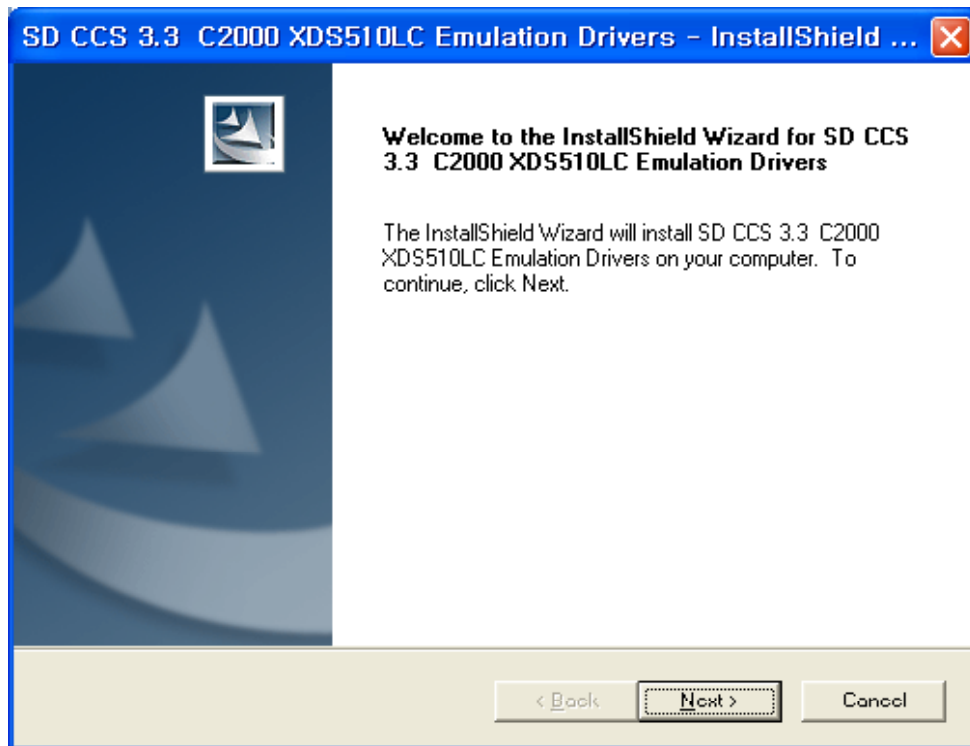 SD CCS 3.3 C2000 XDS510LC Emulation Drivers - InstallShield ...
Welcome to the InstallShield Wizard for SD CCS
3.3 C2000 XDS510LC Emulation Drivers
The InstallShield Wizard will install SD CCS 3.3 C2000
XDS510LC Emulation Drivers on your computer. To
continue, click Next.
< Back Next > Cancel